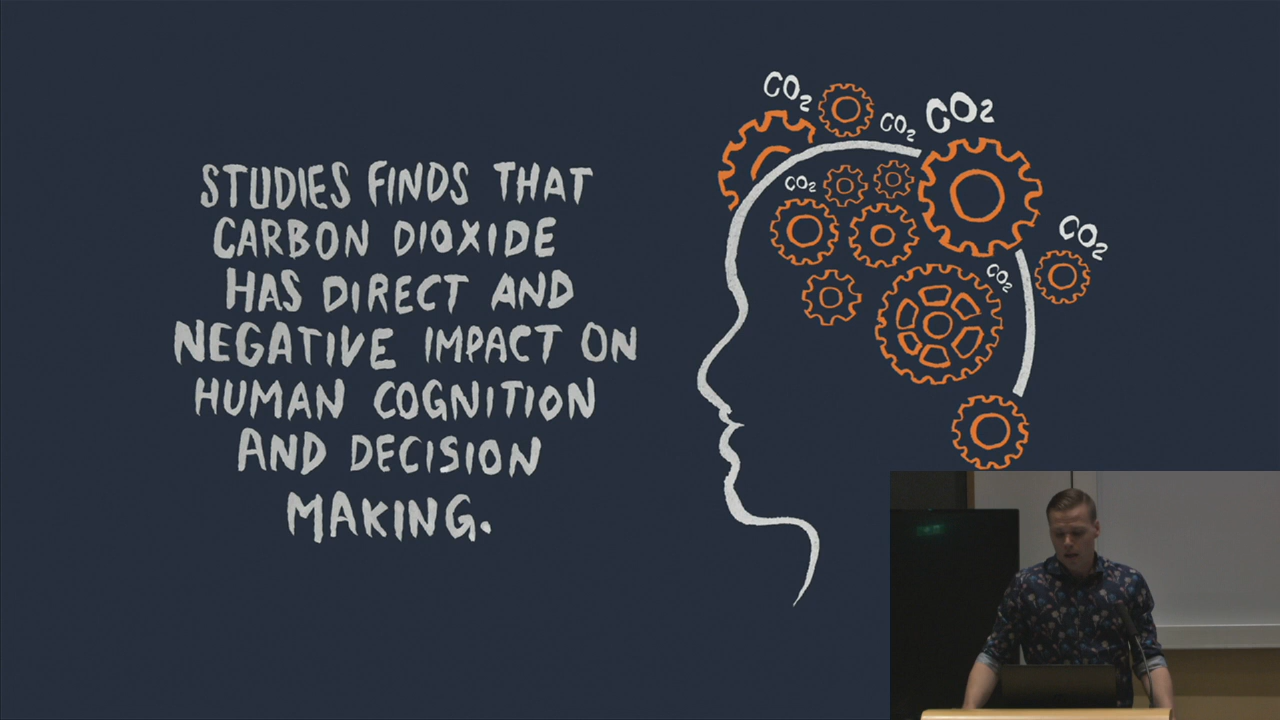 STUDIES FINDS THAT
CARBON DIOXIDE
HAS DIRECT AND
NEGATIVE IMPACT ON
HUMAN COGNITION
AND DECISION
MAKING.
CO2
CO2
CO2
CO2
CO2
CO2